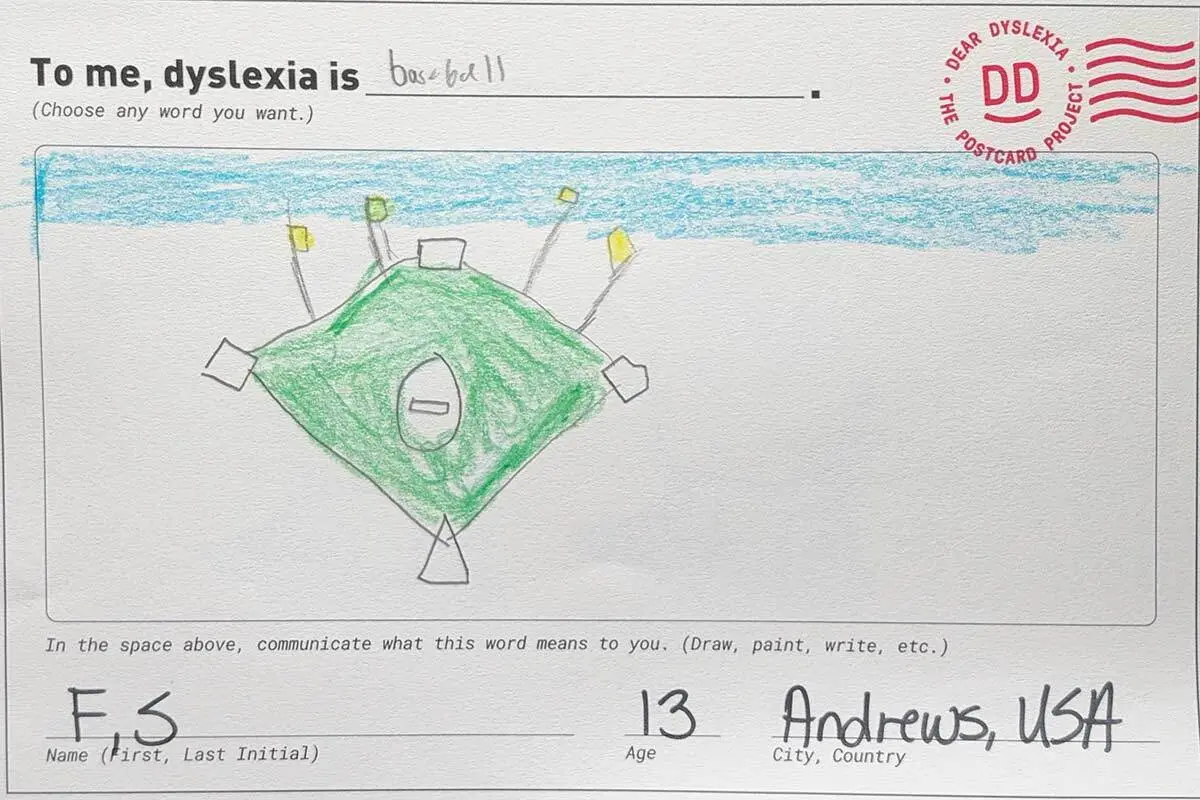 To me, dyslexia is baseball.
(Choose any word you want.)
DEAR DYSLEXIA • THE POSTCARD PROJECT •
DD
In the space above, communicate what this word means to you. (Draw, paint, write, etc.)
F,S 13 Andrews, USA
Name (First, Last Initial) Age City, Country